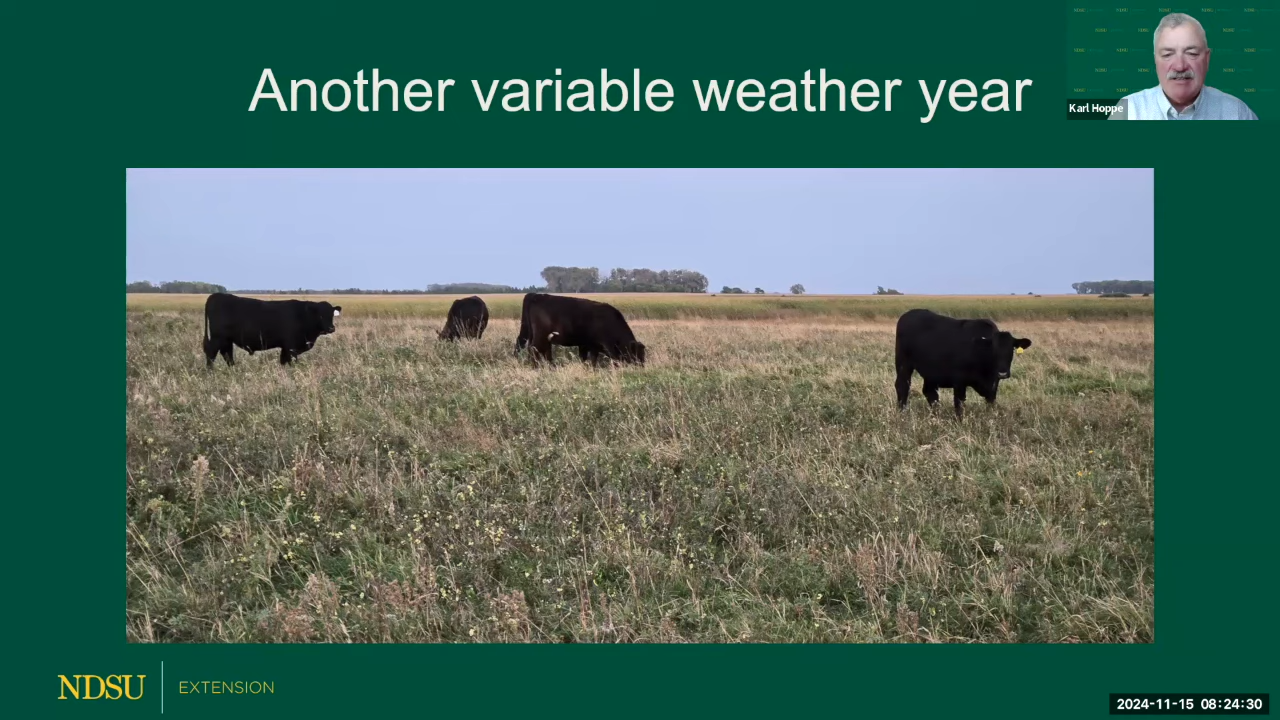 Another variable weather year
Karl Hoppe
NDSU
EXTENSION
2024-11-15 08:24:30